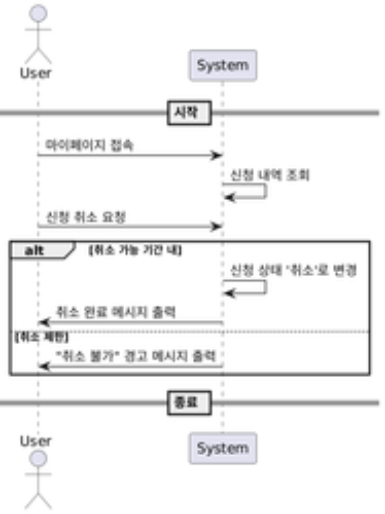 User
System
시작
마이페이지 접속
신청 내역 조회
신청 취소 요청
alt
[취소 가능 기간 내]
신청 상태 '취소'로 변경
취소 완료 메시지 출력
[취소 제한]
"취소 불가" 경고 메시지 출력
종료
User
System